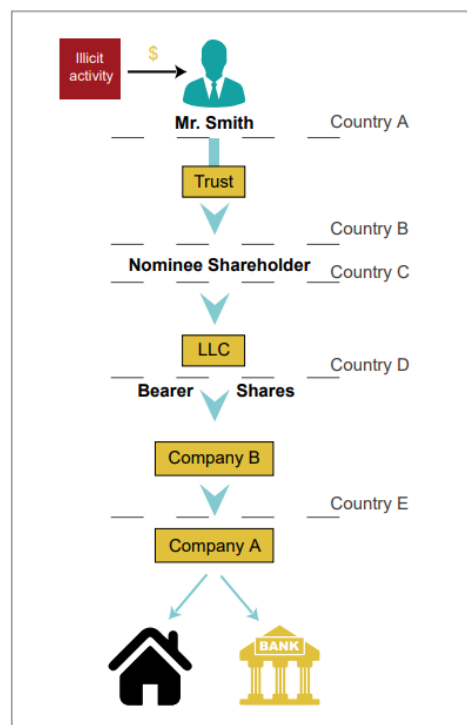 Illicit
activity
$
Mr. Smith
Country A
Trust
Country B
Nominee Shareholder
Country C
LLC
Country D
Bearer Shares
Company B
Country E
Company A
BANK